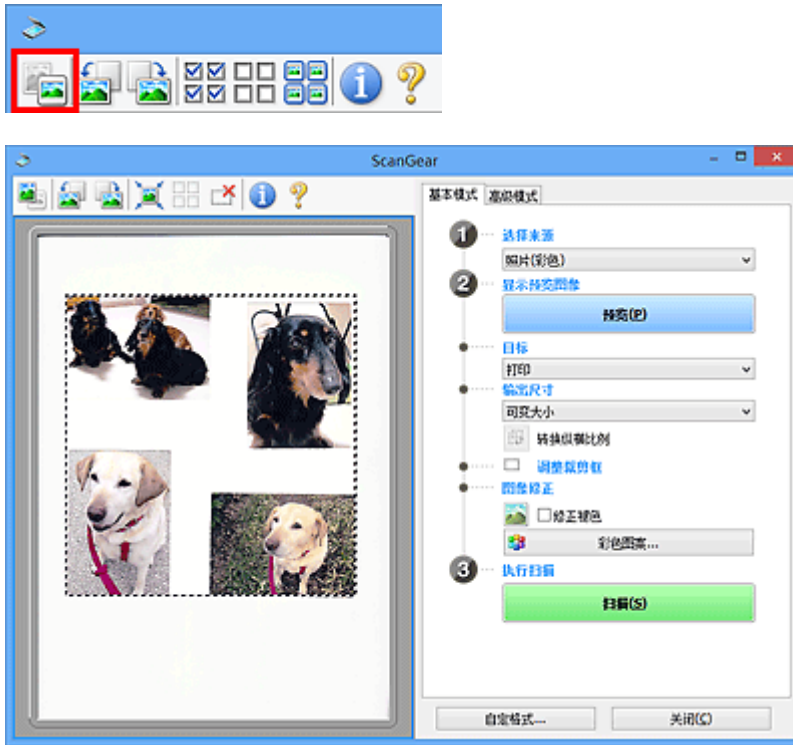 ScanGear
基本模式 高级模式
1 选择来源
照片(彩色)
2 显示预览图像
预览(P)
目标
打印
输出尺寸
可变大小
转换纵横比例
调整裁剪框
图像修正
修正褪色
彩色图案...
3 执行扫描
扫描(S)
自定格式... 关闭(C)